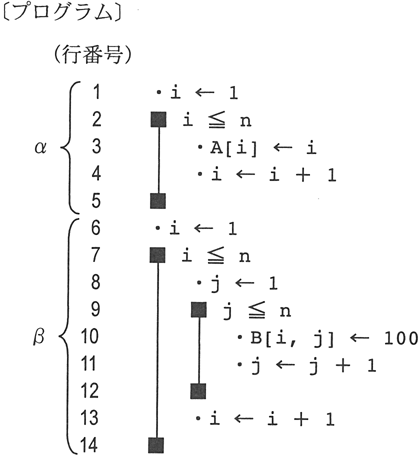 〔プログラム〕
(行番号)
1 ・i ← 1
2 ■ i ≦ n
α 3 ・A[i] ← i
4 ・i ← i + 1
5 ■
6 ・i ← 1
7 ■ i ≦ n
8 ・j ← 1
9 ■ j ≦ n
β 10 ・B[i, j] ← 100
11 ・j ← j + 1
12 ■
13 ・i ← i + 1
14 ■